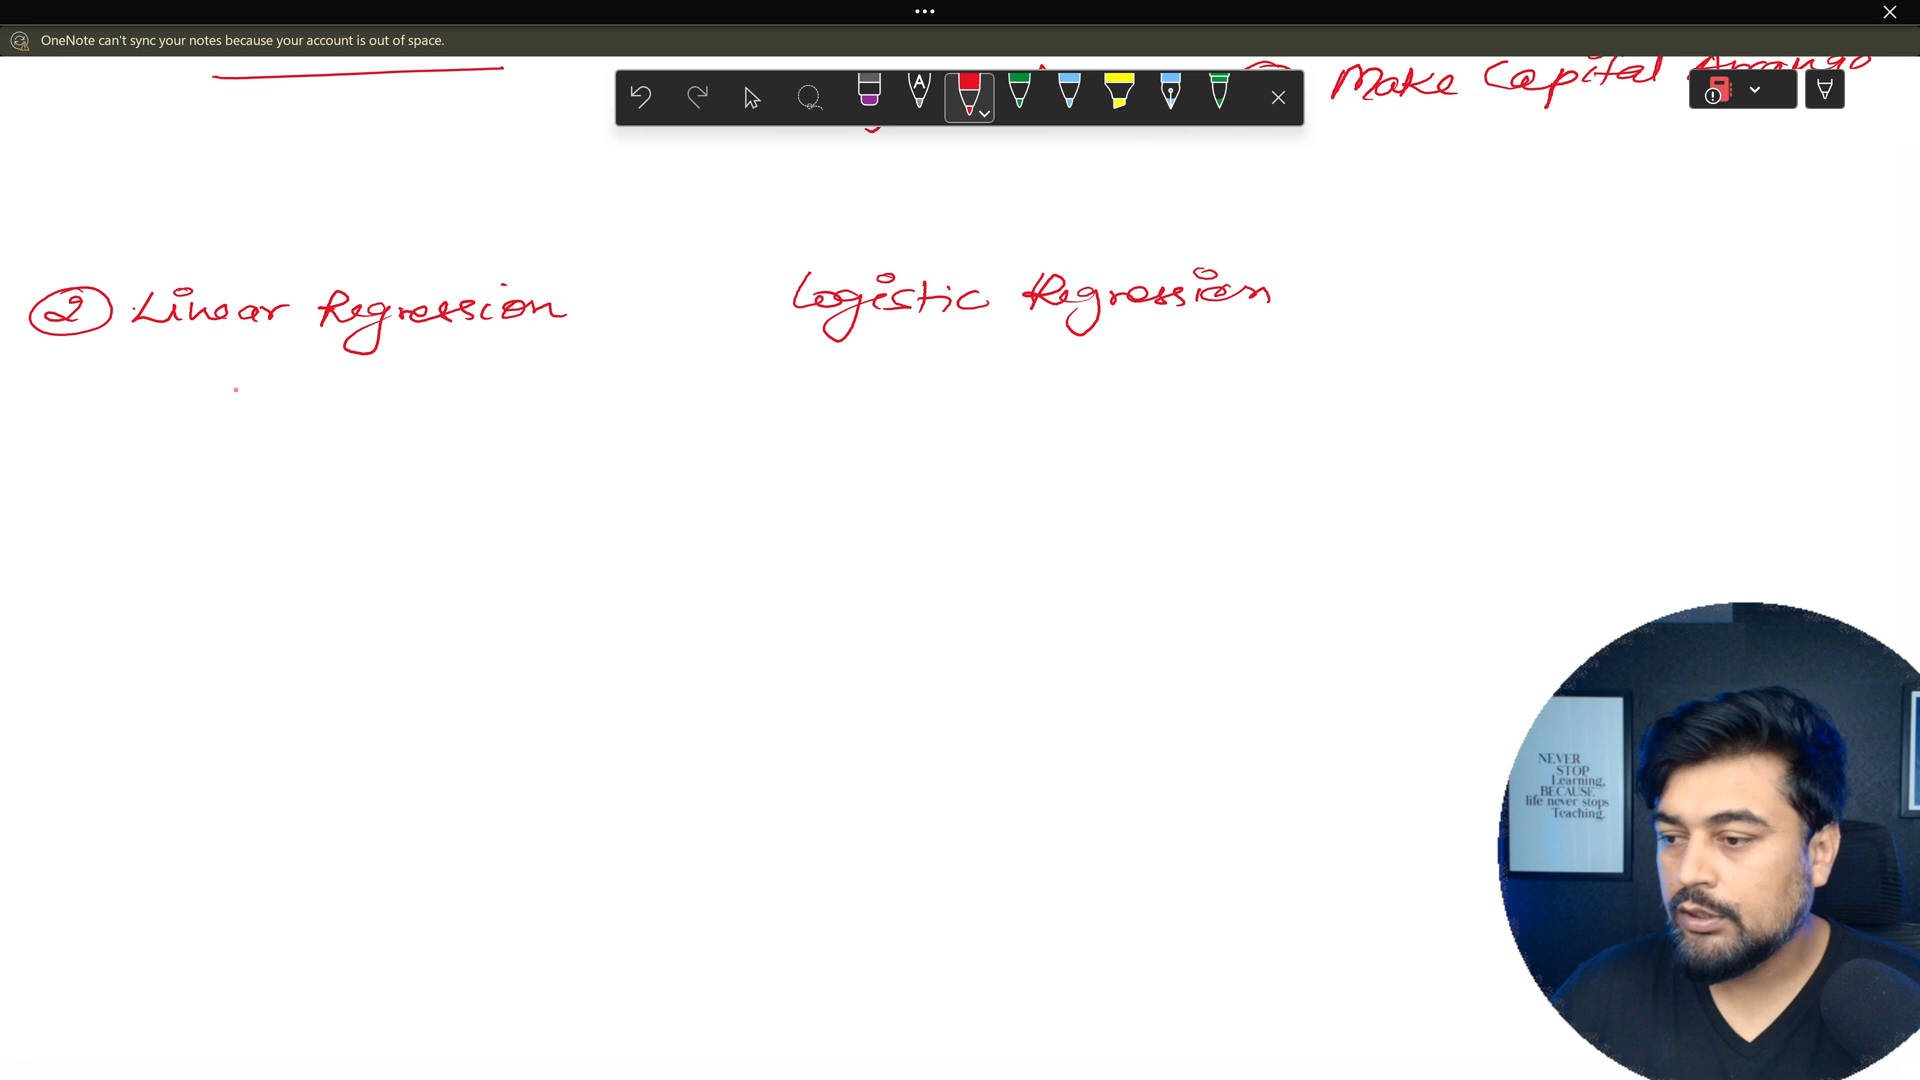 OneNote can't sync your notes because your account is out of space.
Make Capital
② Linear Regression
Logistic Regression
NEVER
STOP
Learning,
BECAUSE
life never stops
Teaching.